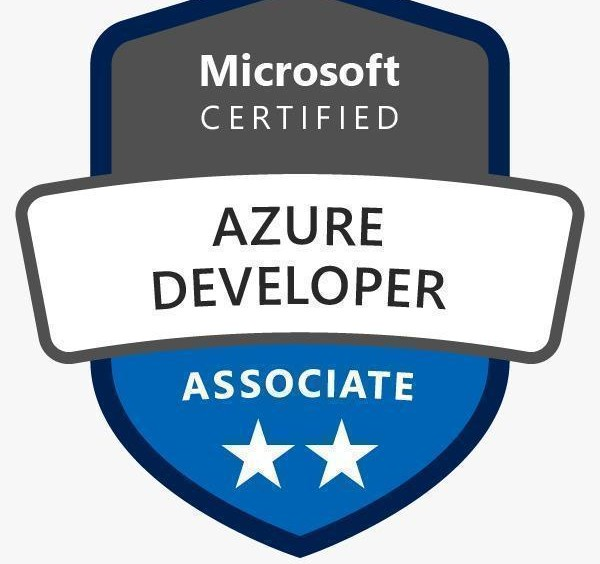 Microsoft
CERTIFIED
AZURE
DEVELOPER
ASSOCIATE